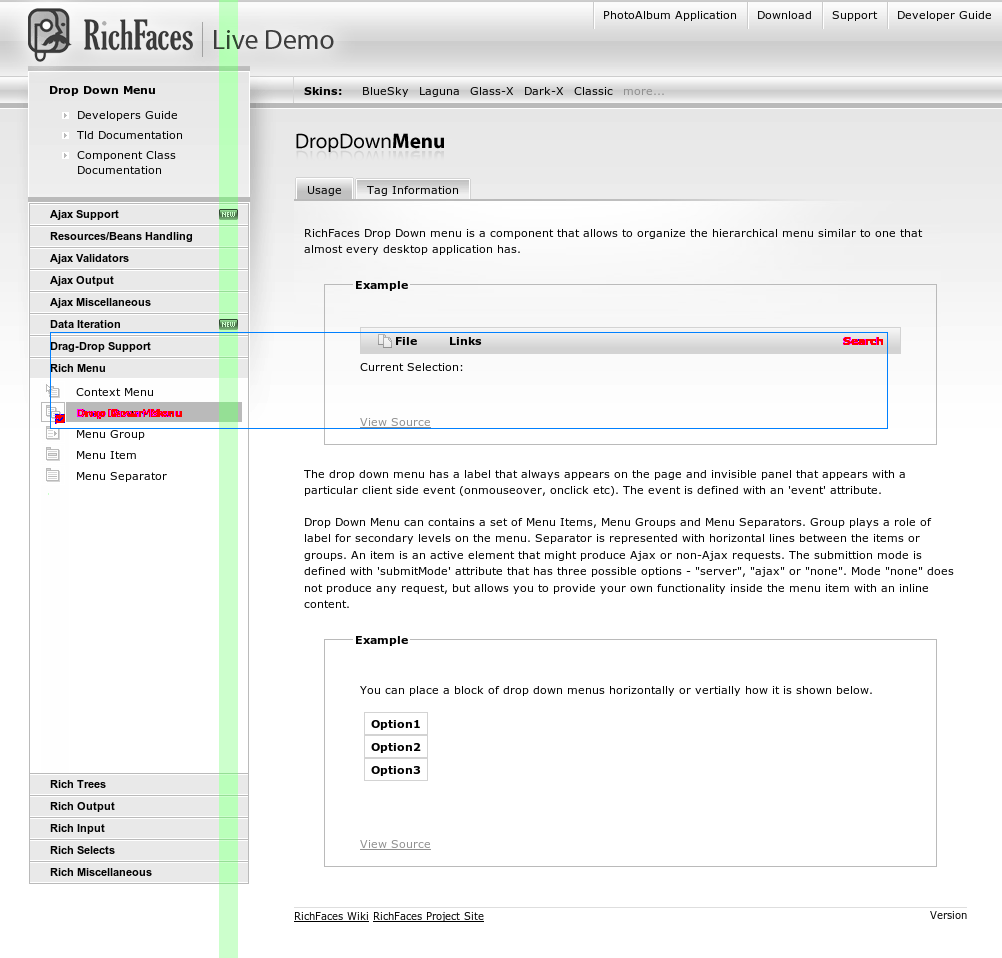 RichFaces Live Demo
PhotoAlbum Application Download Support Developer Guide
Skins: BlueSky Laguna Glass-X Dark-X Classic more...
Drop Down Menu
Developers Guide
Tld Documentation
Component Class
Documentation
Ajax Support NEW
Resources/Beans Handling
Ajax Validators
Ajax Output
Ajax Miscellaneous
Data Iteration NEW
Drag-Drop Support
Rich Menu
Context Menu
Drop Down Menu
Menu Group
Menu Item
Menu Separator
Rich Trees
Rich Output
Rich Input
Rich Selects
Rich Miscellaneous
DropDownMenu
Usage Tag Information
RichFaces Drop Down menu is a component that allows to organize the hierarchical menu similar to one that
almost every desktop application has.
Example
File Links Search
Current Selection:
View Source
The drop down menu has a label that always appears on the page and invisible panel that appears with a
particular client side event (onmouseover, onclick etc). The event is defined with an 'event' attribute.
Drop Down Menu can contains a set of Menu Items, Menu Groups and Menu Separators. Group plays a role of
label for secondary levels on the menu. Separator is represented with horizontal lines between the items or
groups. An item is an active element that might produce Ajax or non-Ajax requests. The submittion mode is
defined with 'submitMode' attribute that has three possible options - "server", "ajax" or "none". Mode "none" does
not produce any request, but allows you to provide your own functionality inside the menu item with an inline
content.
Example
You can place a block of drop down menus horizontally or vertially how it is shown below.
Option1
Option2
Option3
View Source
RichFaces Wiki RichFaces Project Site Version